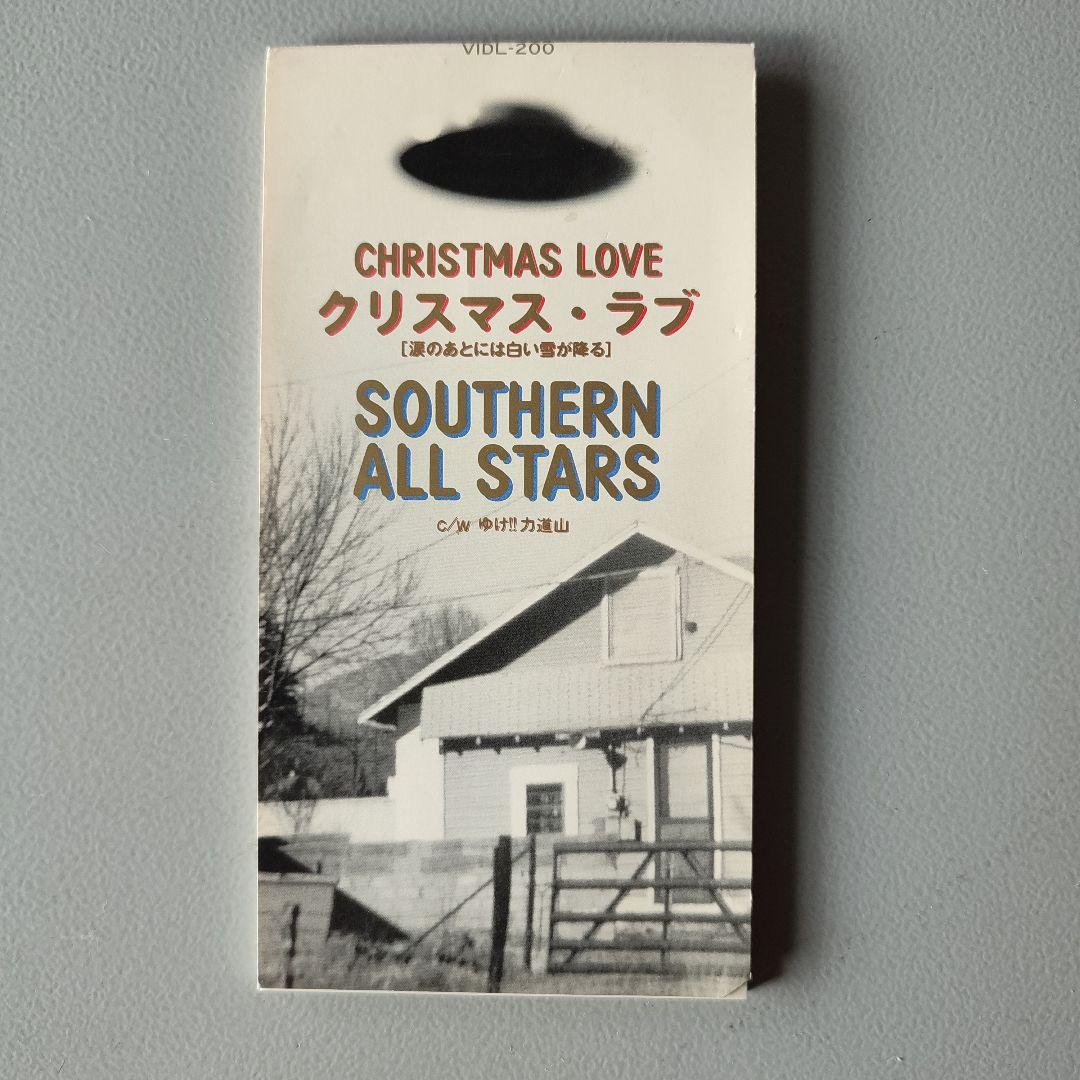 VIDL-200
CHRISTMAS LOVE
クリスマス・ラブ
[涙のあとには白い雪が降る]
SOUTHERN
ALL STARS
c/w ゆけ!!力道山